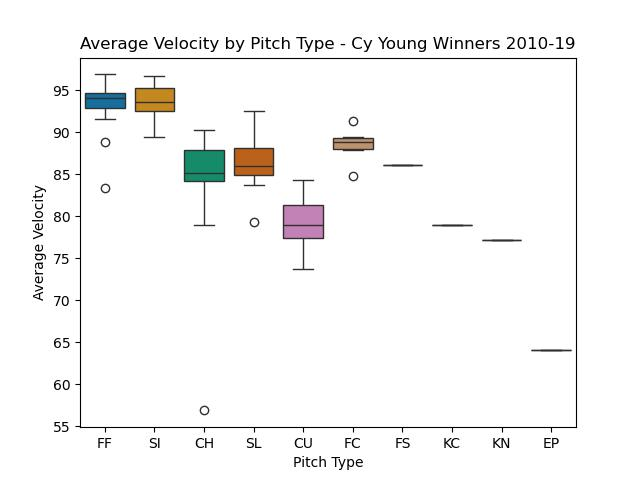 Average Velocity by Pitch Type - Cy Young Winners 2010-19
Average Velocity
95
90
85
80
75
70
65
60
55
FF SI CH SL CU FC FS KC KN EP
Pitch Type